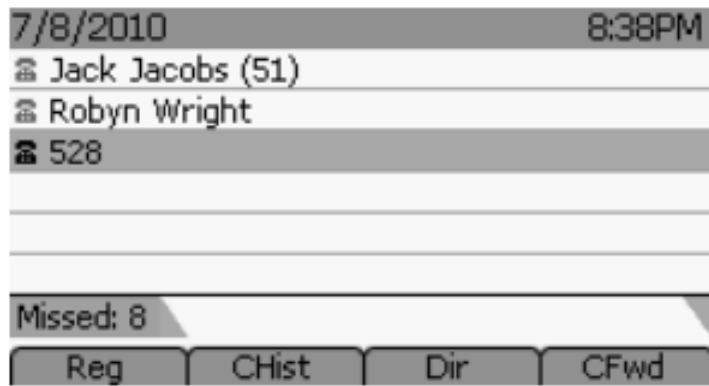 7/8/2010 8:38PM
Jack Jacobs (51)
Robyn Wright
528
Missed: 8
Reg CHist Dir CFwd